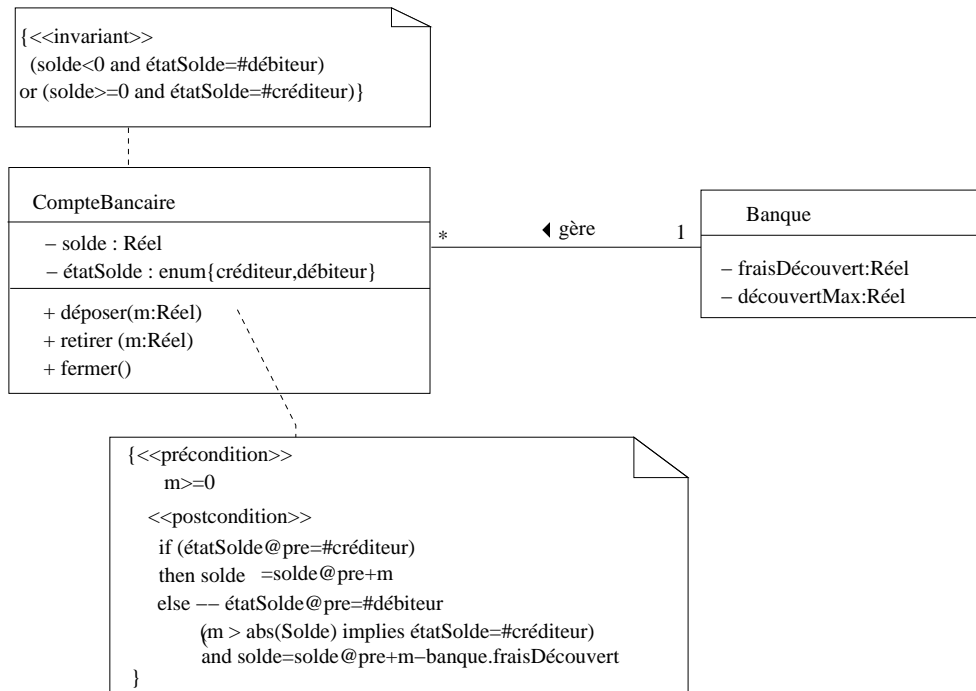 {<<invariant>>
(solde<0 and étatSolde=#débiteur)
or (solde>=0 and étatSolde=#créditeur)}
CompteBancaire
– solde : Réel
– étatSolde : enum{créditeur,débiteur}
+ déposer(m:Réel)
+ retirer (m:Réel)
+ fermer()
* gère 1
Banque
– fraisDécouvert:Réel
– découvertMax:Réel
{<<précondition>>
m>=0
<<postcondition>>
if (étatSolde@pre=#créditeur)
then solde =solde@pre+m
else –– étatSolde@pre=#débiteur
(m > abs(Solde) implies étatSolde=#créditeur)
and solde=solde@pre+m–banque.fraisDécouvert
}